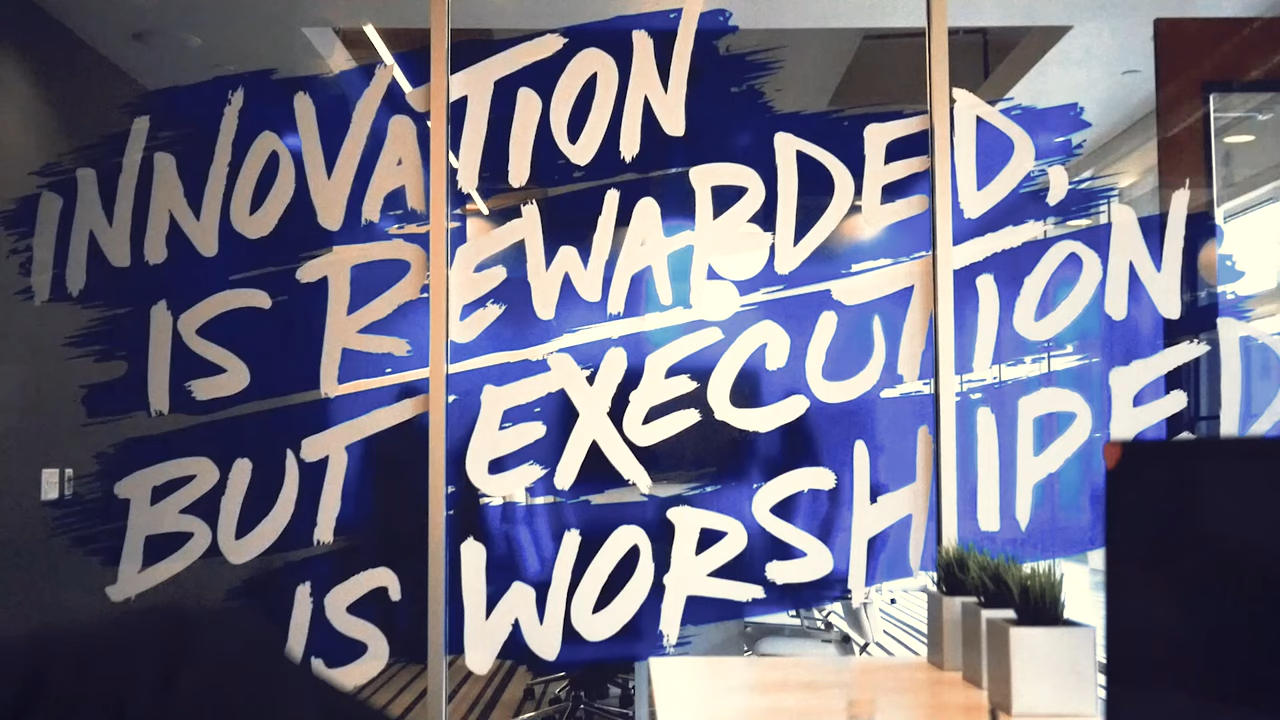 INNOVATION
IS REWARDED,
BUT EXECUTION
IS WORSHIPED